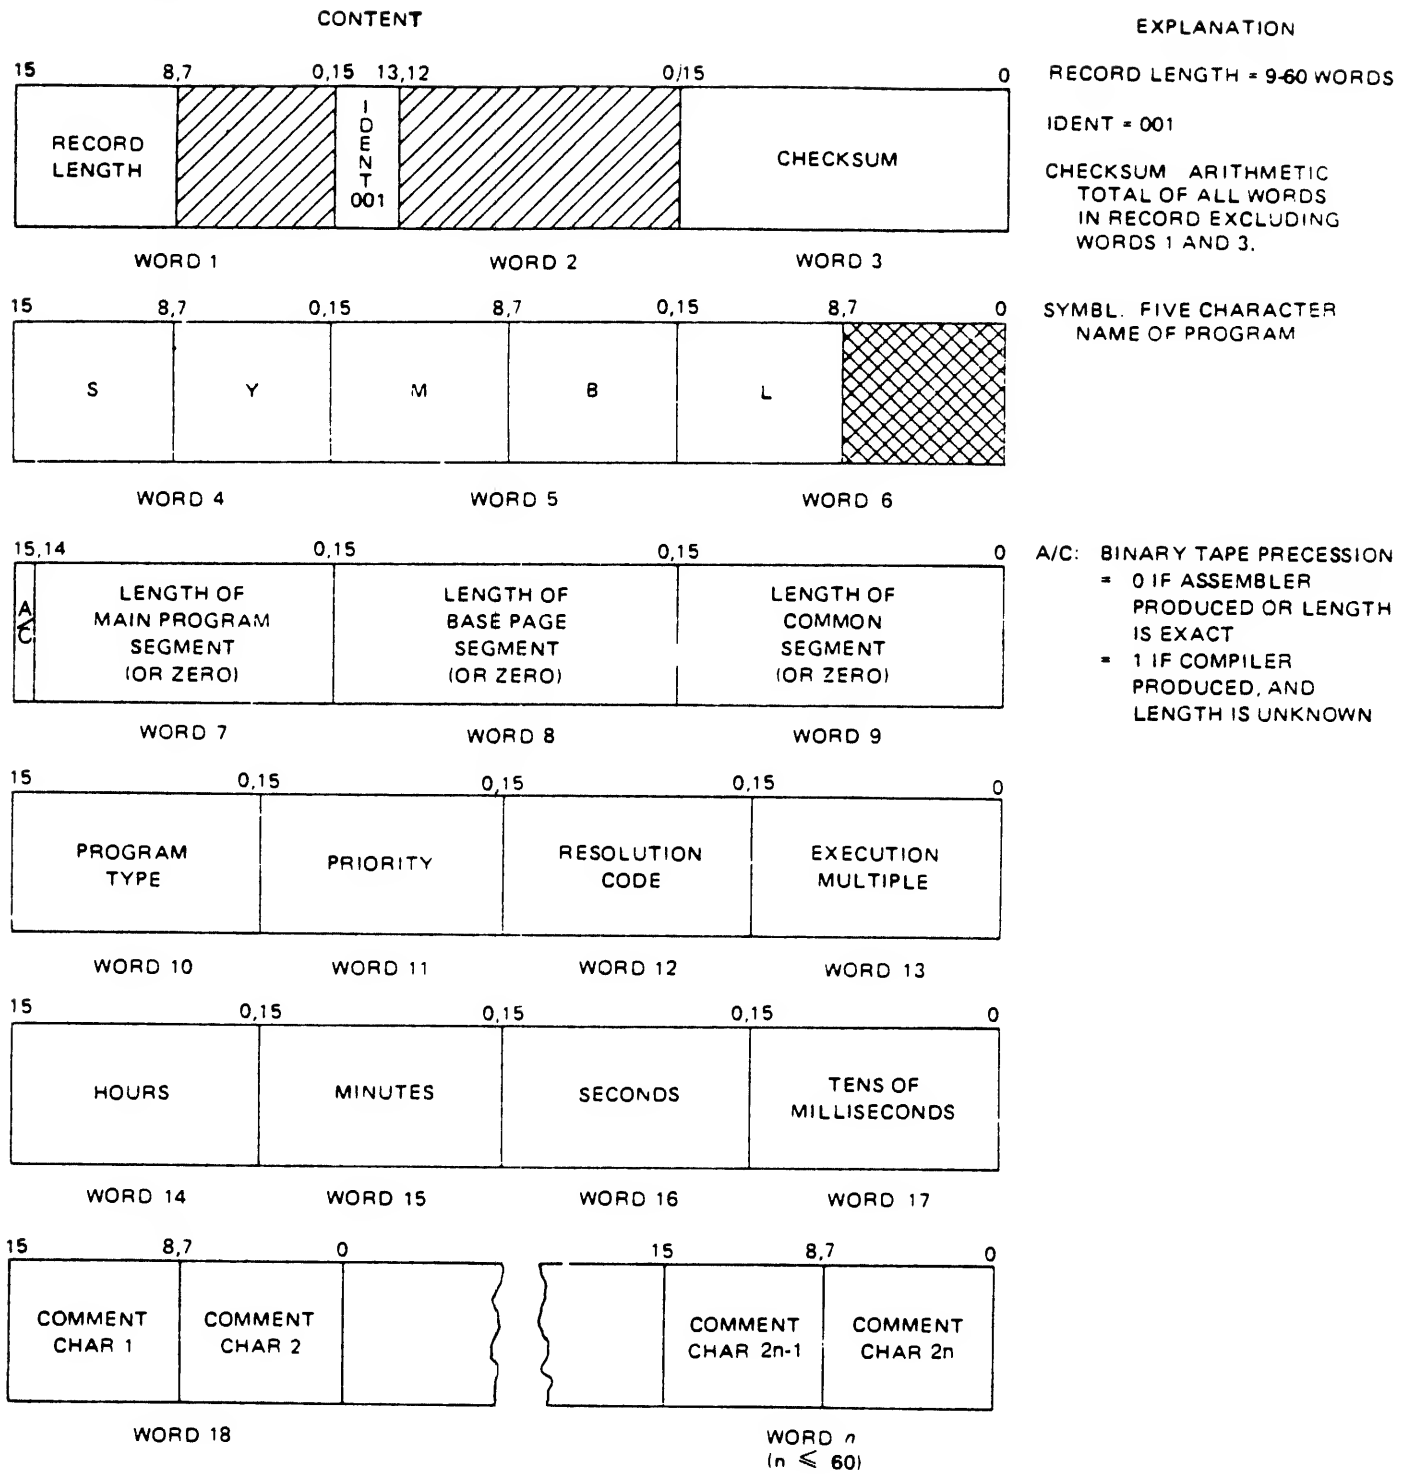 CONTENT
EXPLANATION
15 8,7 0,15 13,12 0/15 0
RECORD LENGTH = 9-60 WORDS
RECORD
LENGTH
I
D
E
N
T
001
CHECKSUM
IDENT = 001
CHECKSUM ARITHMETIC
TOTAL OF ALL WORDS
IN RECORD EXCLUDING
WORDS 1 AND 3.
WORD 1 WORD 2 WORD 3
15 8,7 0,15 8,7 0,15 8,7 0
SYMBL. FIVE CHARACTER
NAME OF PROGRAM
S Y M B L
WORD 4 WORD 5 WORD 6
15,14 0,15 0,15 0
A/C
LENGTH OF
MAIN PROGRAM
SEGMENT
(OR ZERO)
LENGTH OF
BASE PAGE
SEGMENT
(OR ZERO)
LENGTH OF
COMMON
SEGMENT
(OR ZERO)
A/C: BINARY TAPE PRECESSION
= 0 IF ASSEMBLER
PRODUCED OR LENGTH
IS EXACT
= 1 IF COMPILER
PRODUCED, AND
LENGTH IS UNKNOWN
WORD 7 WORD 8 WORD 9
15 0,15 0,15 0,15 0
PROGRAM
TYPE
PRIORITY
RESOLUTION
CODE
EXECUTION
MULTIPLE
WORD 10 WORD 11 WORD 12 WORD 13
15 0,15 0,15 0,15 0
HOURS
MINUTES
SECONDS
TENS OF
MILLISECONDS
WORD 14 WORD 15 WORD 16 WORD 17
15 8,7 0 15 8,7 0
COMMENT
CHAR 1
COMMENT
CHAR 2
COMMENT
CHAR 2n-1
COMMENT
CHAR 2n
WORD 18
WORD n
(n ⩽ 60)